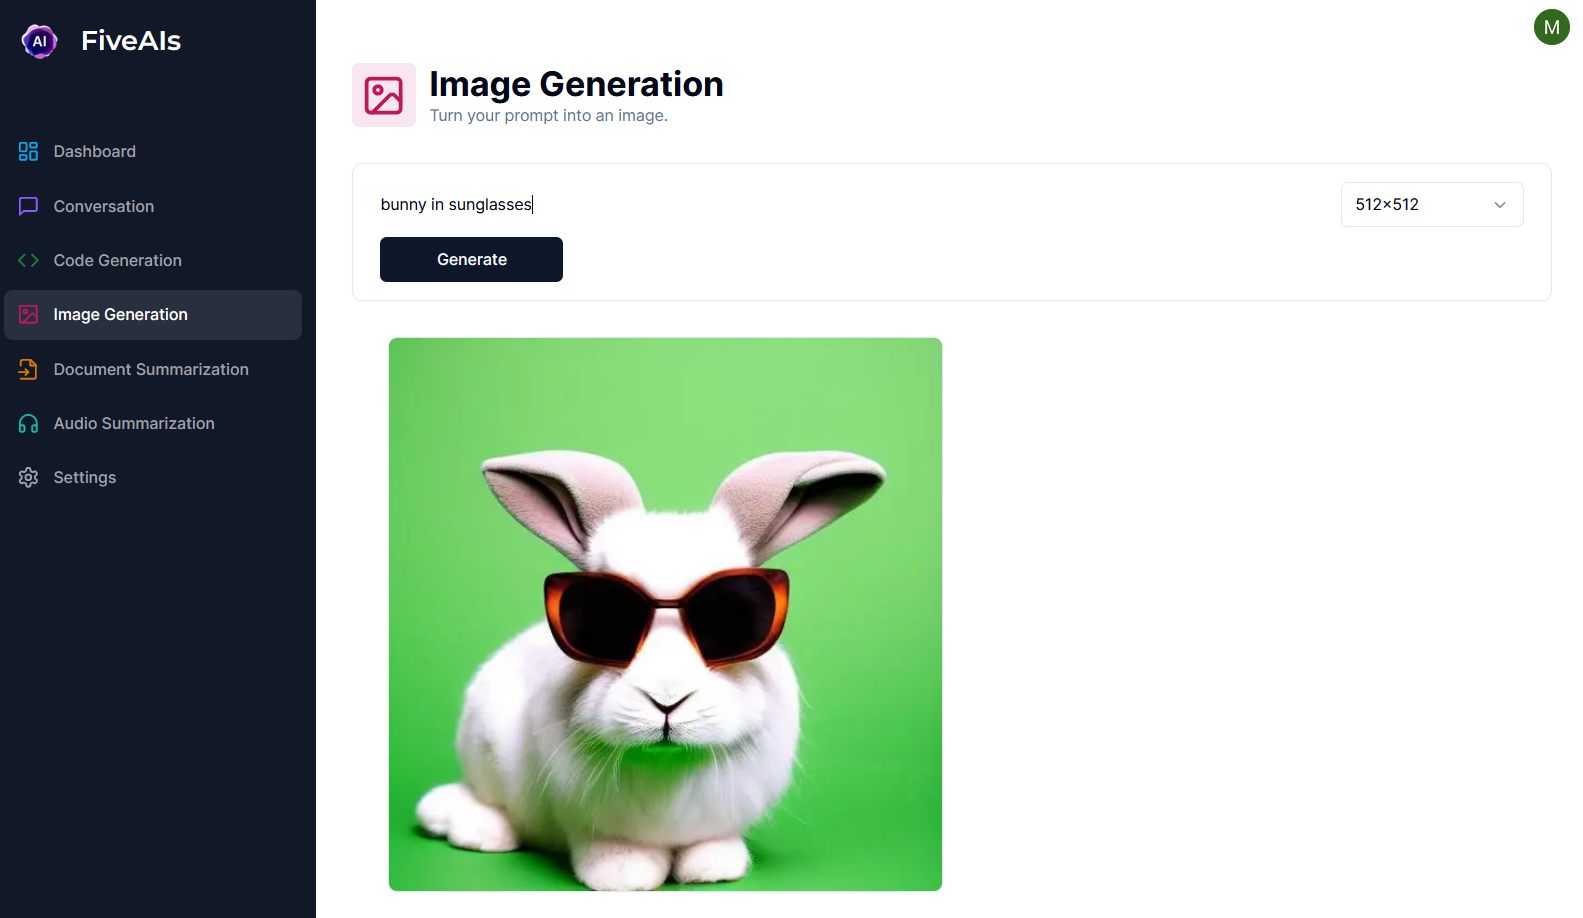 AI
FiveAIs
M
Dashboard
Conversation
Code Generation
Image Generation
Document Summarization
Audio Summarization
Settings
Image Generation
Turn your prompt into an image.
bunny in sunglasses
512×512
Generate